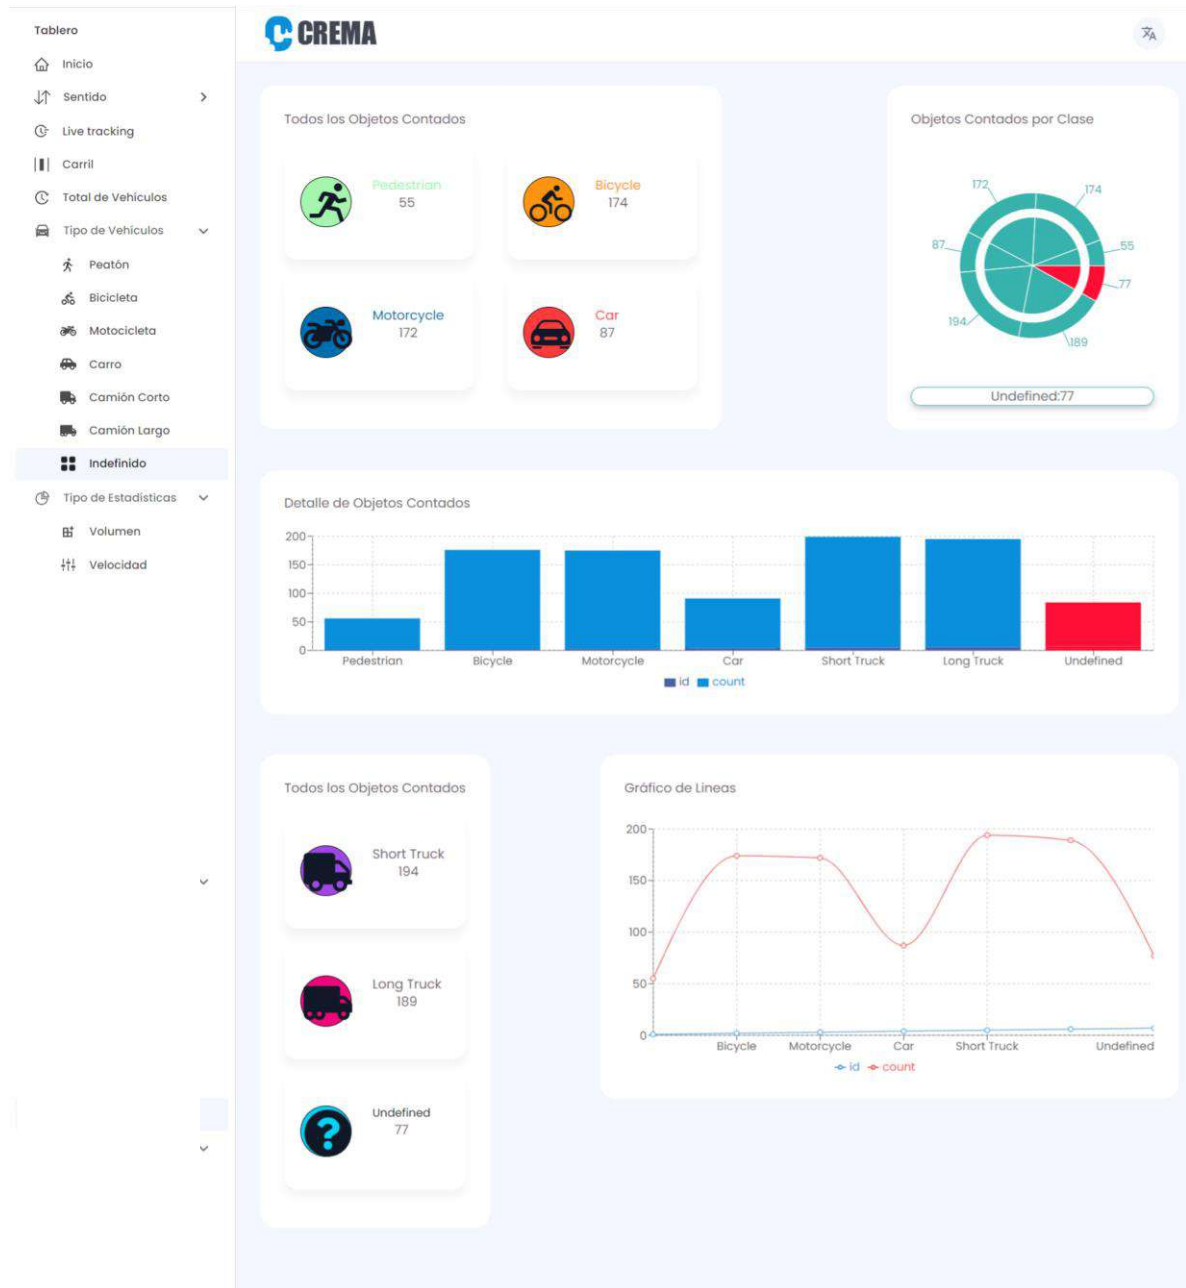 Tablero
Inicio
Sentido
Live tracking
Carril
Total de Vehículos
Tipo de Vehículos
Peatón
Bicicleta
Motocicleta
Carro
Camión Corto
Camión Largo
Indefinido
Tipo de Estadísticas
Volumen
Velocidad
CREMA
Todos los Objetos Contados
Pedestrian
55
Bicycle
174
Motorcycle
172
Car
87
Objetos Contados por Clase
172
174
87
55
77
194
189
Undefined:77
Detalle de Objetos Contados
200
150
100
50
0
Pedestrian Bicycle Motorcycle Car Short Truck Long Truck Undefined
id count
Todos los Objetos Contados
Short Truck
194
Long Truck
189
Undefined
77
Gráfico de Lineas
200
150
100
50
0
Bicycle Motorcycle Car Short Truck Undefined
id count